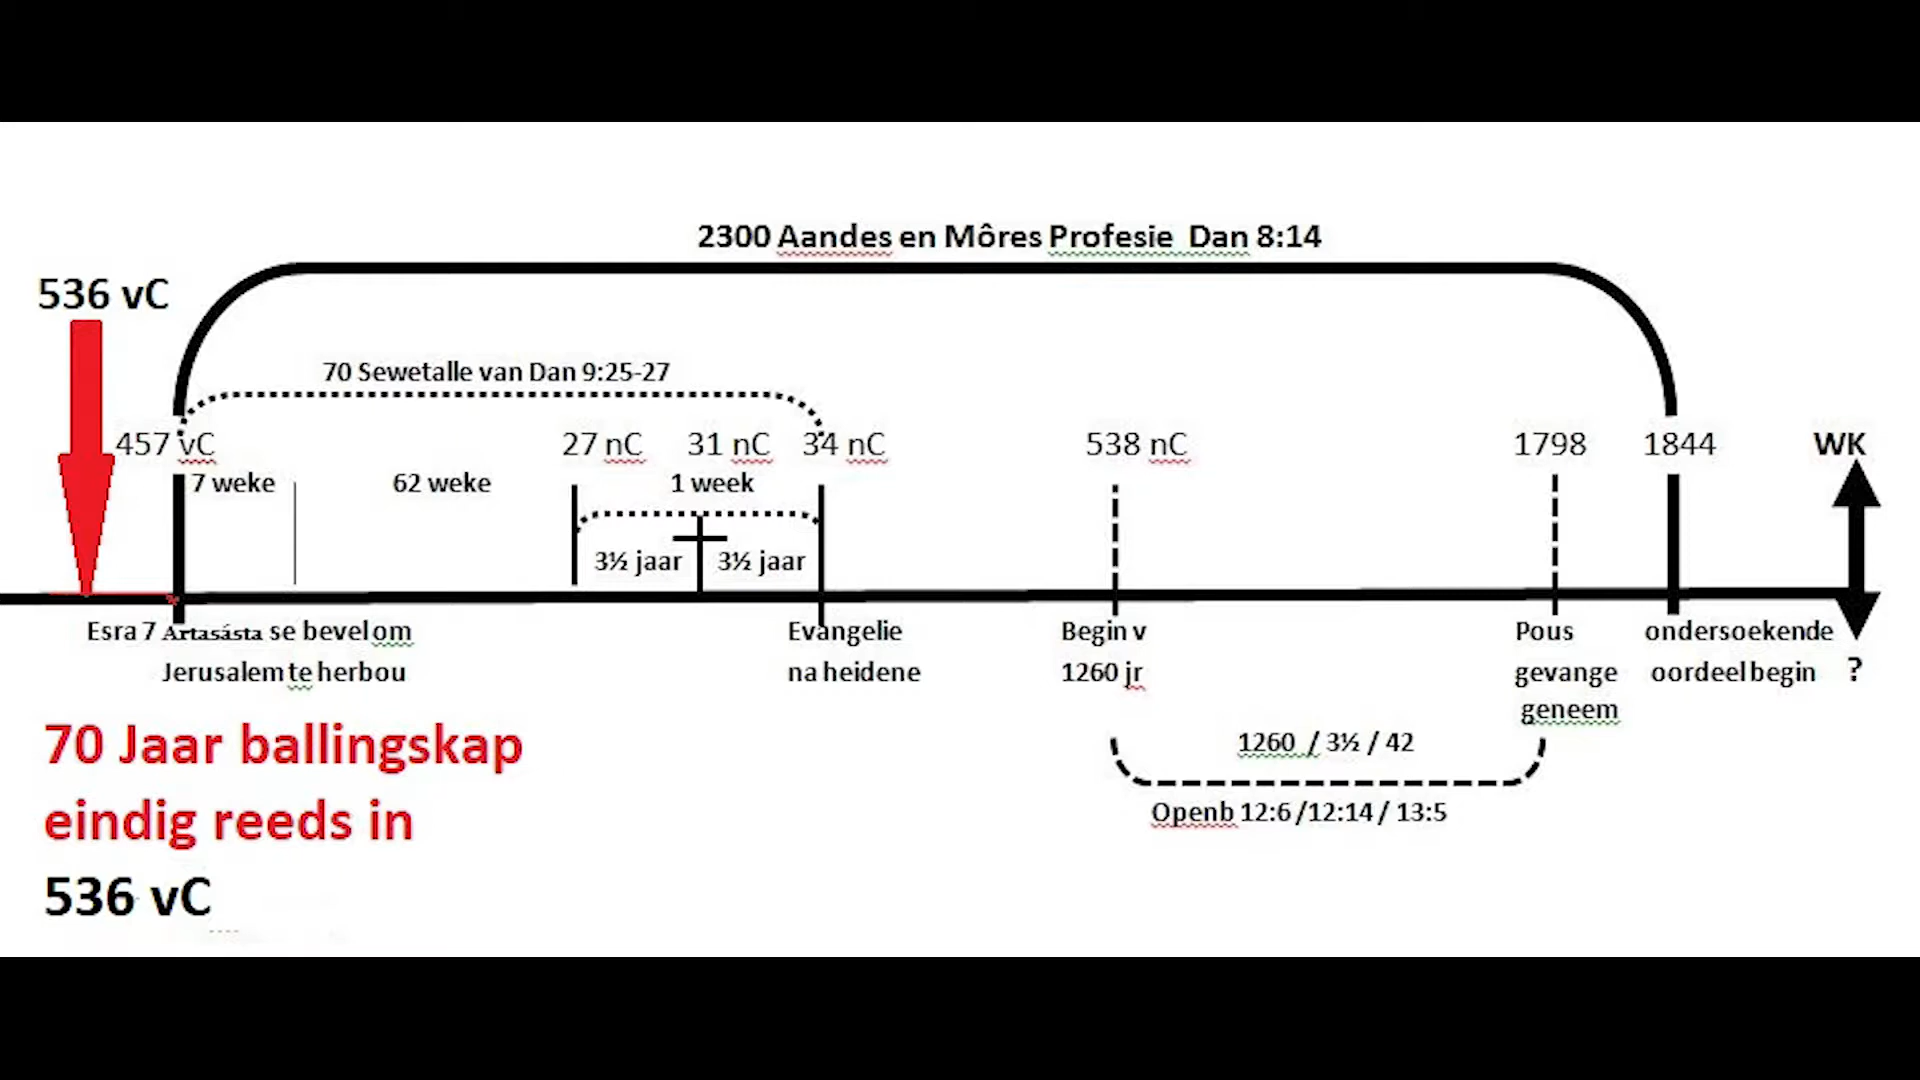 2300 Aandes en Môres Profesie Dan 8:14
536 vC
70 Sewetalle van Dan 9:25-27
457 vC 27 nC 31 nC 34 nC 538 nC 1798 1844 WK
7 weke 62 weke 1 week
3½ jaar 3½ jaar
Esra 7 Artasásta se bevel om Evangelie Begin v Pous ondersoekende
Jerusalem te herbou na heidene 1260 jr gevange oordeel begin ?
geneem
70 Jaar ballingskap
1260 / 3½ / 42
eindig reeds in
Openb 12:6 /12:14 / 13:5
536 vC